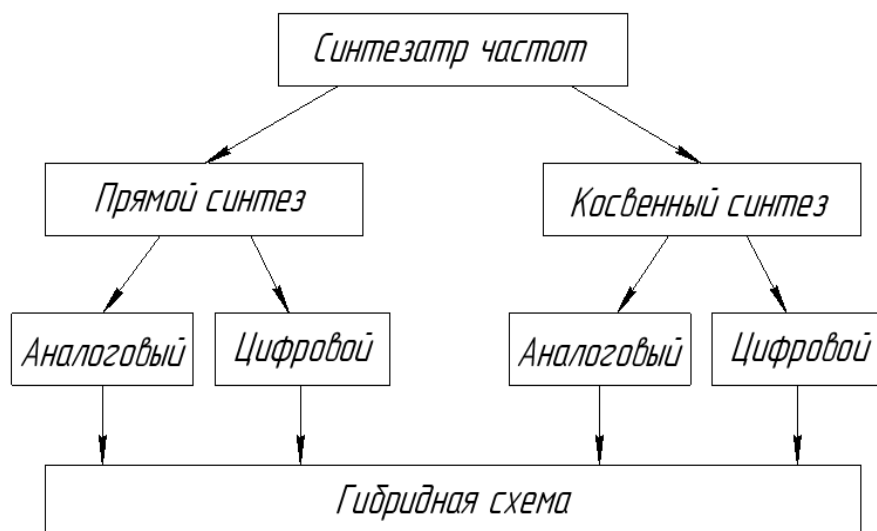 Синтезатр частот
Прямой синтез
Косвенный синтез
Аналоговый
Цифровой
Аналоговый
Цифровой
Гибридная схема